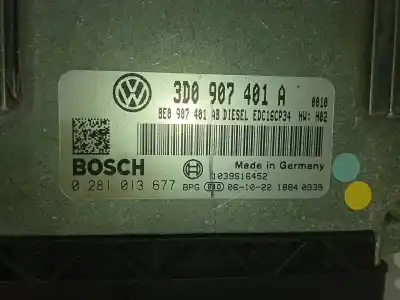 3D0 907 401 A 0010
8E0 907 401 AB DIESEL EDC16CP34 HW: H02
BOSCH
Made in Germany
1039S16452
0 281 013 677 BPG 06-10-22 1884 0939